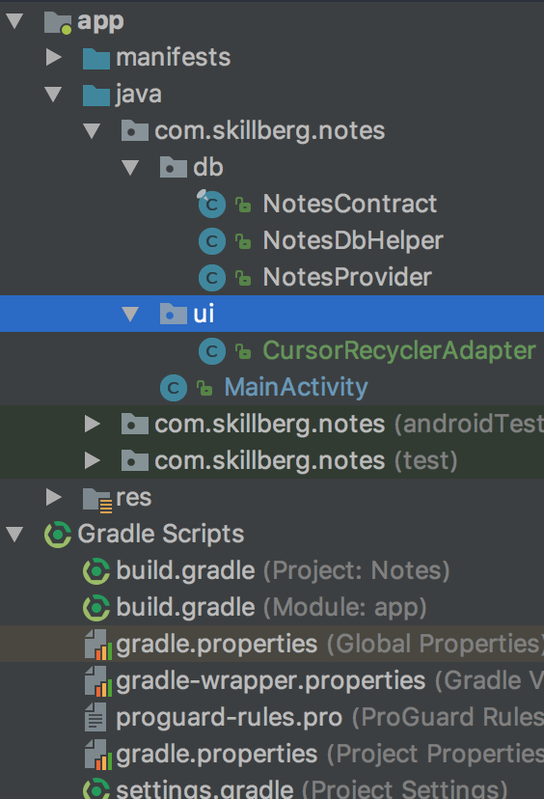 app
manifests
java
com.skillberg.notes
db
C NotesContract
C NotesDbHelper
C NotesProvider
ui
C CursorRecyclerAdapter
C MainActivity
com.skillberg.notes (androidTest
com.skillberg.notes (test)
res
Gradle Scripts
build.gradle (Project: Notes)
build.gradle (Module: app)
gradle.properties (Global Properties)
gradle-wrapper.properties (Gradle V
proguard-rules.pro (ProGuard Rules
gradle.properties (Project Properties
settings.gradle (Project Settings)